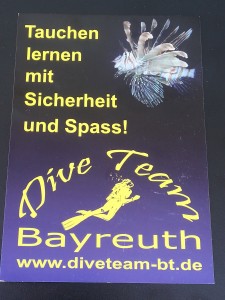 Tauchen
lernen
mit
Sicherheit
und Spass!
Dive Team
Bayreuth
www.diveteam-bt.de